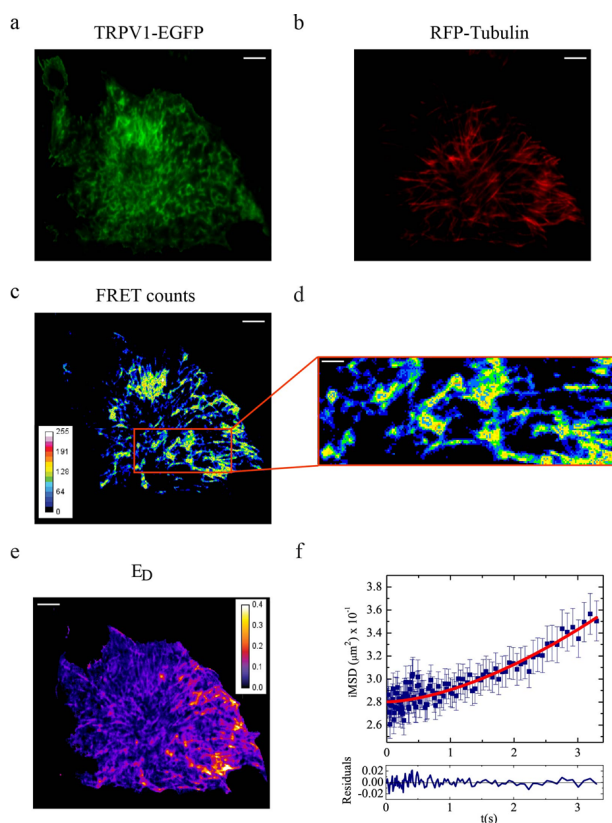 a
TRPV1-EGFP
b
RFP-Tubulin
c
FRET counts
d
255
191
128
64
0
e
E_D
0.4
0.3
0.2
0.1
0.0
f
3.8
3.6
3.4
3.2
3.0
2.8
2.6
iMSD (μm²) x 10⁻¹
0 1 2 3
0.02
0.00
-0.02
Residuals
0 1 2 3
t(s)